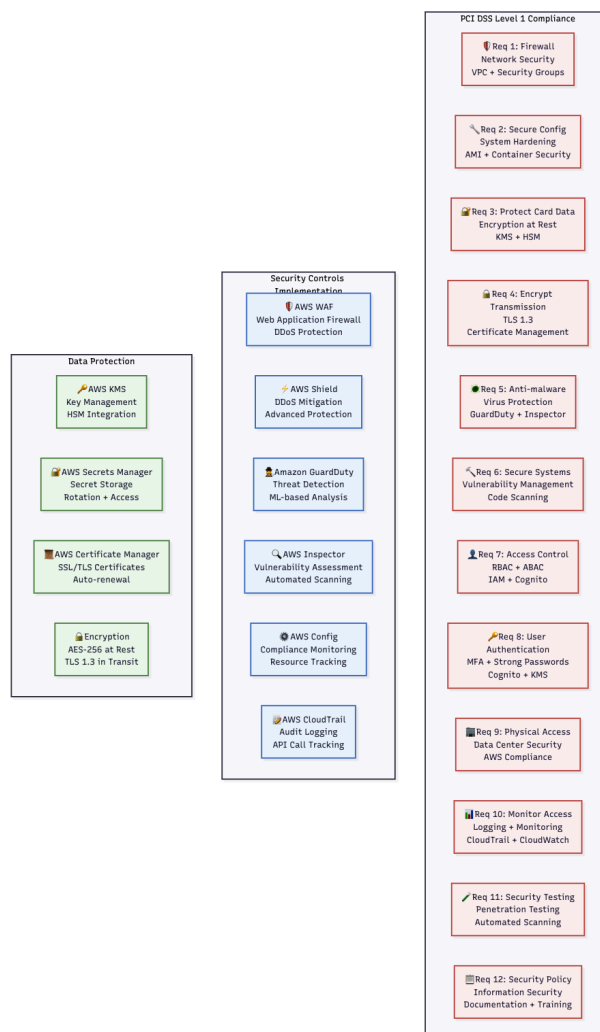 Data Protection
AWS KMS
Key Management
HSM Integration
AWS Secrets Manager
Secret Storage
Rotation + Access
AWS Certificate Manager
SSL/TLS Certificates
Auto-renewal
Encryption
AES-256 at Rest
TLS 1.3 in Transit
Security Controls
Implementation
AWS WAF
Web Application Firewall
DDoS Protection
AWS Shield
DDoS Mitigation
Advanced Protection
Amazon GuardDuty
Threat Detection
ML-based Analysis
AWS Inspector
Vulnerability Assessment
Automated Scanning
AWS Config
Compliance Monitoring
Resource Tracking
AWS CloudTrail
Audit Logging
API Call Tracking
PCI DSS Level 1 Compliance
Req 1: Firewall
Network Security
VPC + Security Groups
Req 2: Secure Config
System Hardening
AMI + Container Security
Req 3: Protect Card Data
Encryption at Rest
KMS + HSM
Req 4: Encrypt
Transmission
TLS 1.3
Certificate Management
Req 5: Anti-malware
Virus Protection
GuardDuty + Inspector
Req 6: Secure Systems
Vulnerability Management
Code Scanning
Req 7: Access Control
RBAC + ABAC
IAM + Cognito
Req 8: User
Authentication
MFA + Strong Passwords
Cognito + KMS
Req 9: Physical Access
Data Center Security
AWS Compliance
Req 10: Monitor Access
Logging + Monitoring
CloudTrail + CloudWatch
Req 11: Security Testing
Penetration Testing
Automated Scanning
Req 12: Security Policy
Information Security
Documentation + Training